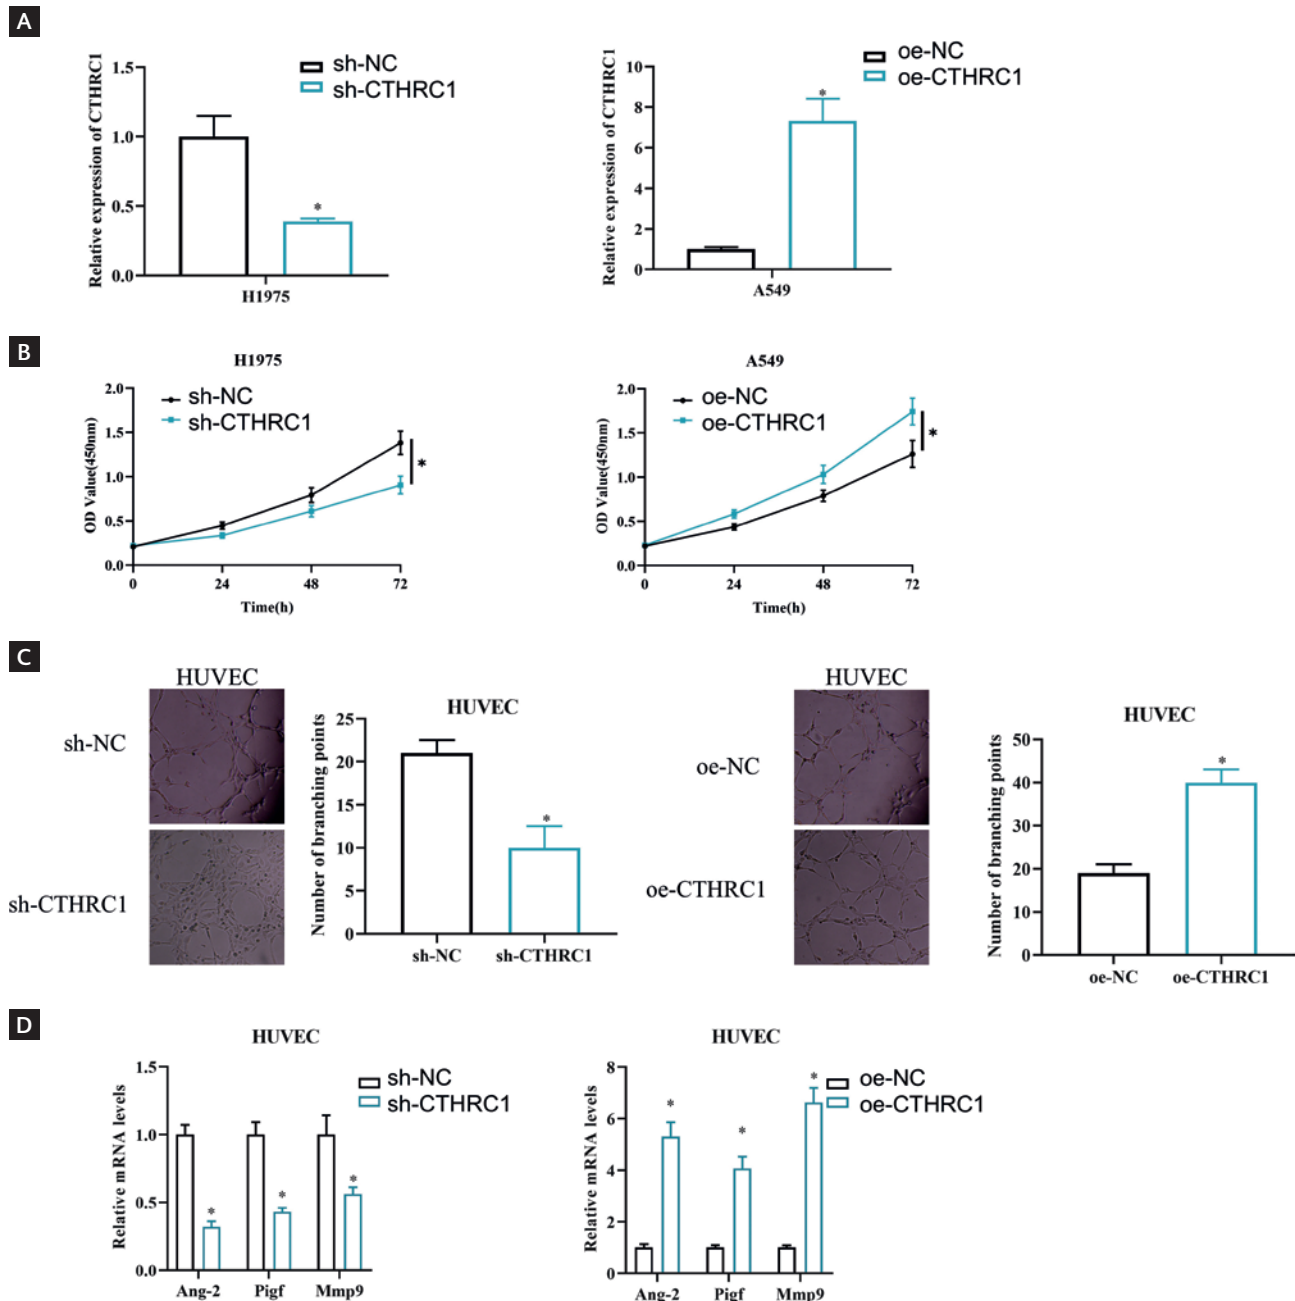 A
Relative expression of CTHRC1
1.5
1.0
0.5
0.0
sh-NC
sh-CTHRC1
*
H1975
Relative expression of CTHRC1
10
8
6
4
2
0
oe-NC
oe-CTHRC1
*
A549
B
H1975
OD Value(450nm)
2.0
1.5
1.0
0.5
0.0
sh-NC
sh-CTHRC1
*
0 24 48 72
Time(h)
A549
OD Value(450nm)
2.0
1.5
1.0
0.5
0.0
oe-NC
oe-CTHRC1
*
0 24 48 72
Time(h)
C
HUVEC
sh-NC
sh-CTHRC1
HUVEC
Number of branching points
25
20
15
10
5
0
*
sh-NC sh-CTHRC1
HUVEC
oe-NC
oe-CTHRC1
HUVEC
Number of branching points
50
40
30
20
10
0
*
oe-NC oe-CTHRC1
D
HUVEC
Relative mRNA levels
1.5
1.0
0.5
0.0
sh-NC
sh-CTHRC1
* * *
Ang-2 Pigf Mmp9
HUVEC
Relative mRNA levels
8
6
4
2
0
oe-NC
oe-CTHRC1
* * *
Ang-2 Pigf Mmp9